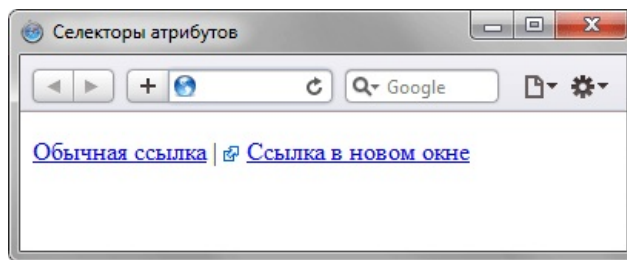 Селекторы атрибутов
Google
Обычная ссылка | Ссылка в новом окне